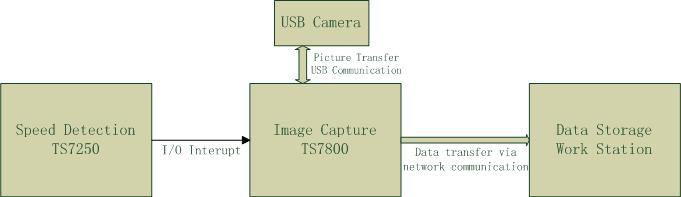 USB Camera
Picture Transfer
USB Communication
Speed Detection
TS7250
I/O Interupt
Image Capture
TS7800
Data transfer via
network communication
Data Storage
Work Station